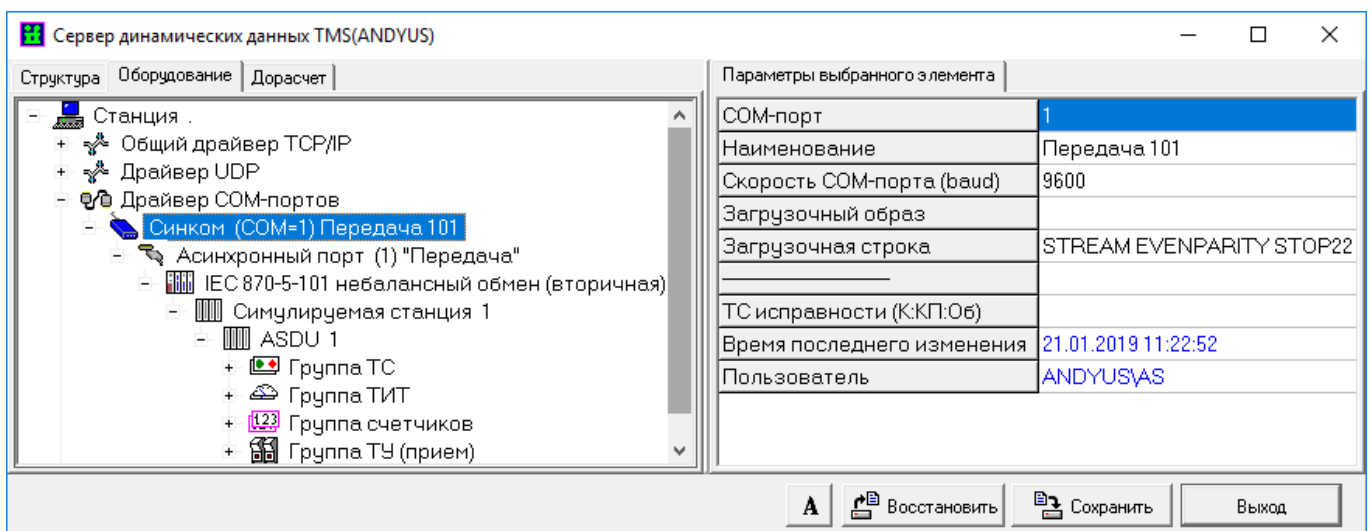 Сервер динамических данных TMS(ANDYUS)
Структура Оборудование Дорасчет
Станция .
Общий драйвер TCP/IP
Драйвер UDP
Драйвер COM-портов
Синком (COM=1) Передача 101
Асинхронный порт (1) "Передача"
IEC 870-5-101 небалансный обмен (вторичная)
Симулируемая станция 1
ASDU 1
Группа ТС
Группа ТИТ
Группа счетчиков
Группа ТУ (прием)
Параметры выбранного элемента
COM-порт 1
Наименование Передача 101
Скорость COM-порта (baud) 9600
Загрузочный образ
Загрузочная строка STREAM EVENPARITY STOP22
ТС исправности (К:КП:Об)
Время последнего изменения 21.01.2019 11:22:52
Пользователь ANDYUS\AS
A Восстановить Сохранить Выход